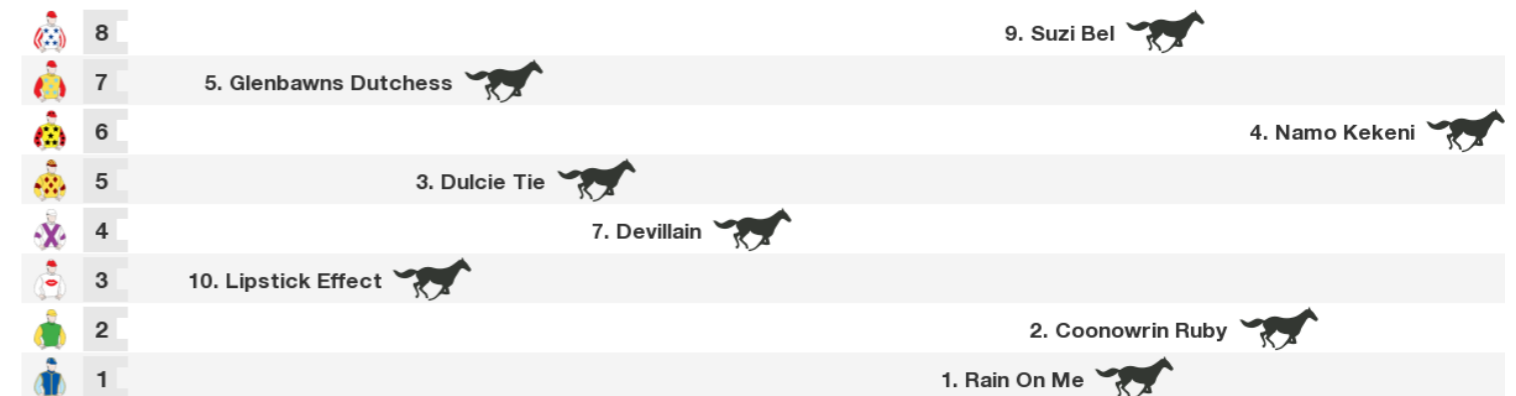 8 9. Suzi Bel
7 5. Glenbawns Dutchess
6 4. Namo Kekeni
5 3. Dulcie Tie
4 7. Devillain
3 10. Lipstick Effect
2 2. Coonowrin Ruby
1 1. Rain On Me